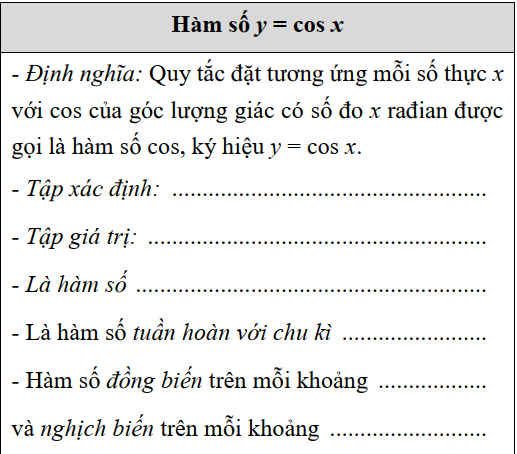 Hàm số y = cos x
- Định nghĩa: Quy tắc đặt tương ứng mỗi số thực x
với cos của góc lượng giác có số đo x rađian được
gọi là hàm số cos, ký hiệu y = cos x.
- Tập xác định: .....................................................
- Tập giá trị: .........................................................
- Là hàm số ...........................................................
- Là hàm số tuần hoàn với chu kì ........................
- Hàm số đồng biến trên mỗi khoảng ..................
và nghịch biến trên mỗi khoảng ..........................